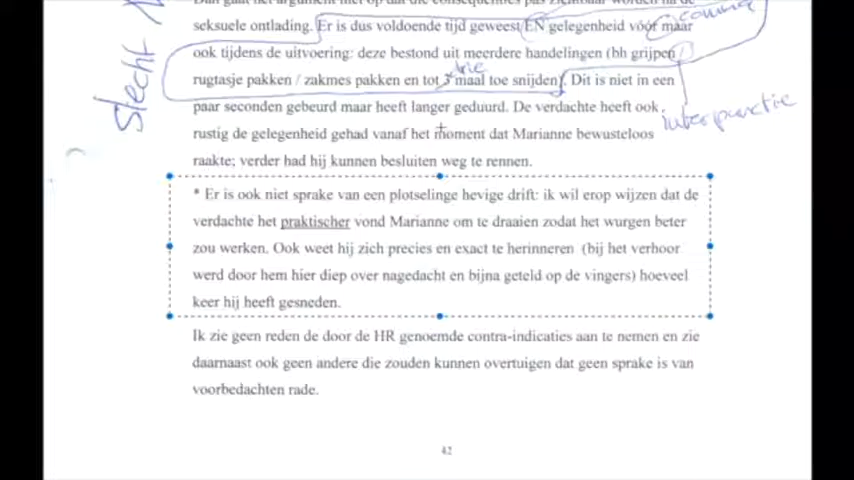 seksuele ontlading. Er is dus voldoende tijd geweest EN gelegenheid vóór maar
comma
ook tijdens de uitvoering: deze bestond uit meerdere handelingen (bh grijpen /
rugtasje pakken / zakmes pakken en tot 3 maal toe snijden). Dit is niet in een
drie
slecht
paar seconden gebeurd maar heeft langer geduurd. De verdachte heeft ook
interpunctie
rustig de gelegenheid gehad vanaf het moment dat Marianne bewusteloos
raakte; verder had hij kunnen besluiten weg te rennen.
* Er is ook niet sprake van een plotselinge hevige drift: ik wil erop wijzen dat de
verdachte het praktischer vond Marianne om te draaien zodat het wurgen beter
zou werken. Ook weet hij zich precies en exact te herinneren (bij het verhoor
werd door hem hier diep over nagedacht en bijna geteld op de vingers) hoeveel
keer hij heeft gesneden.
Ik zie geen reden de door de HR genoemde contra-indicaties aan te nemen en zie
daarnaast ook geen andere die zouden kunnen overtuigen dat geen sprake is van
voorbedachten rade.
42